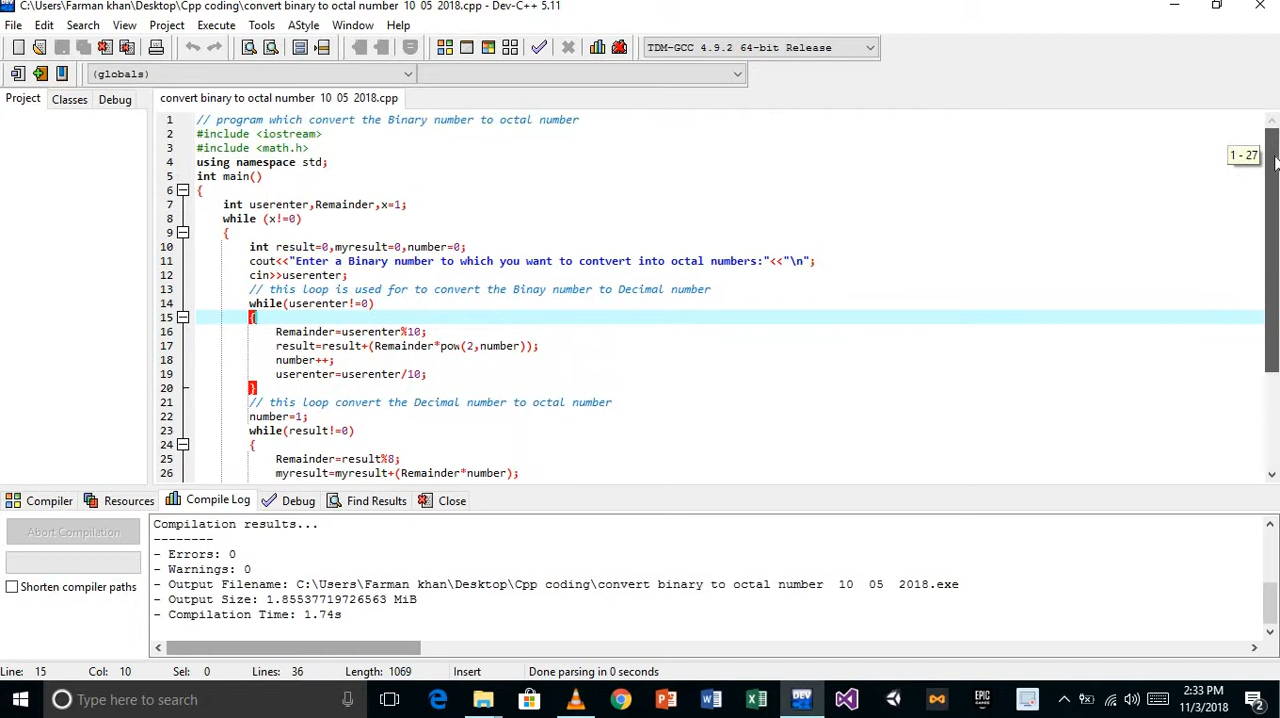 C:\Users\Farman khan\Desktop\Cpp coding\convert binary to octal number 10 05 2018.cpp - Dev-C++ 5.11
File Edit Search View Project Execute Tools AStyle Window Help
TDM-GCC 4.9.2 64-bit Release
(globals)
Project Classes Debug convert binary to octal number 10 05 2018.cpp
1 // program which convert the Binary number to octal number
2 #include <iostream>
3 #include <math.h>
1 - 27
4 using namespace std;
5 int main()
6 {
7 int userenter,Remainder,x=1;
8 while (x!=0)
9 {
10 int result=0,myresult=0,number=0;
11 cout<<"Enter a Binary number to which you want to contvert into octal numbers:"<<"\n";
12 cin>>userenter;
13 // this loop is used for to convert the Binay number to Decimal number
14 while(userenter!=0)
15 {
16 Remainder=userenter%10;
17 result=result+(Remainder*pow(2,number));
18 number++;
19 userenter=userenter/10;
20 }
21 // this loop convert the Decimal number to octal number
22 number=1;
23 while(result!=0)
24 {
25 Remainder=result%8;
26 myresult=myresult+(Remainder*number);
Compiler Resources Compile Log Debug Find Results Close
Abort Compilation
Shorten compiler paths
Compilation results...
--------
- Errors: 0
- Warnings: 0
- Output Filename: C:\Users\Farman khan\Desktop\Cpp coding\convert binary to octal number 10 05 2018.exe
- Output Size: 1.85537719726563 MiB
- Compilation Time: 1.74s
Line: 15 Col: 10 Sel: 0 Lines: 36 Length: 1069 Insert Done parsing in 0 seconds
Type here to search
DEV
EPIC GAMES
2:33 PM
11/3/2018
2